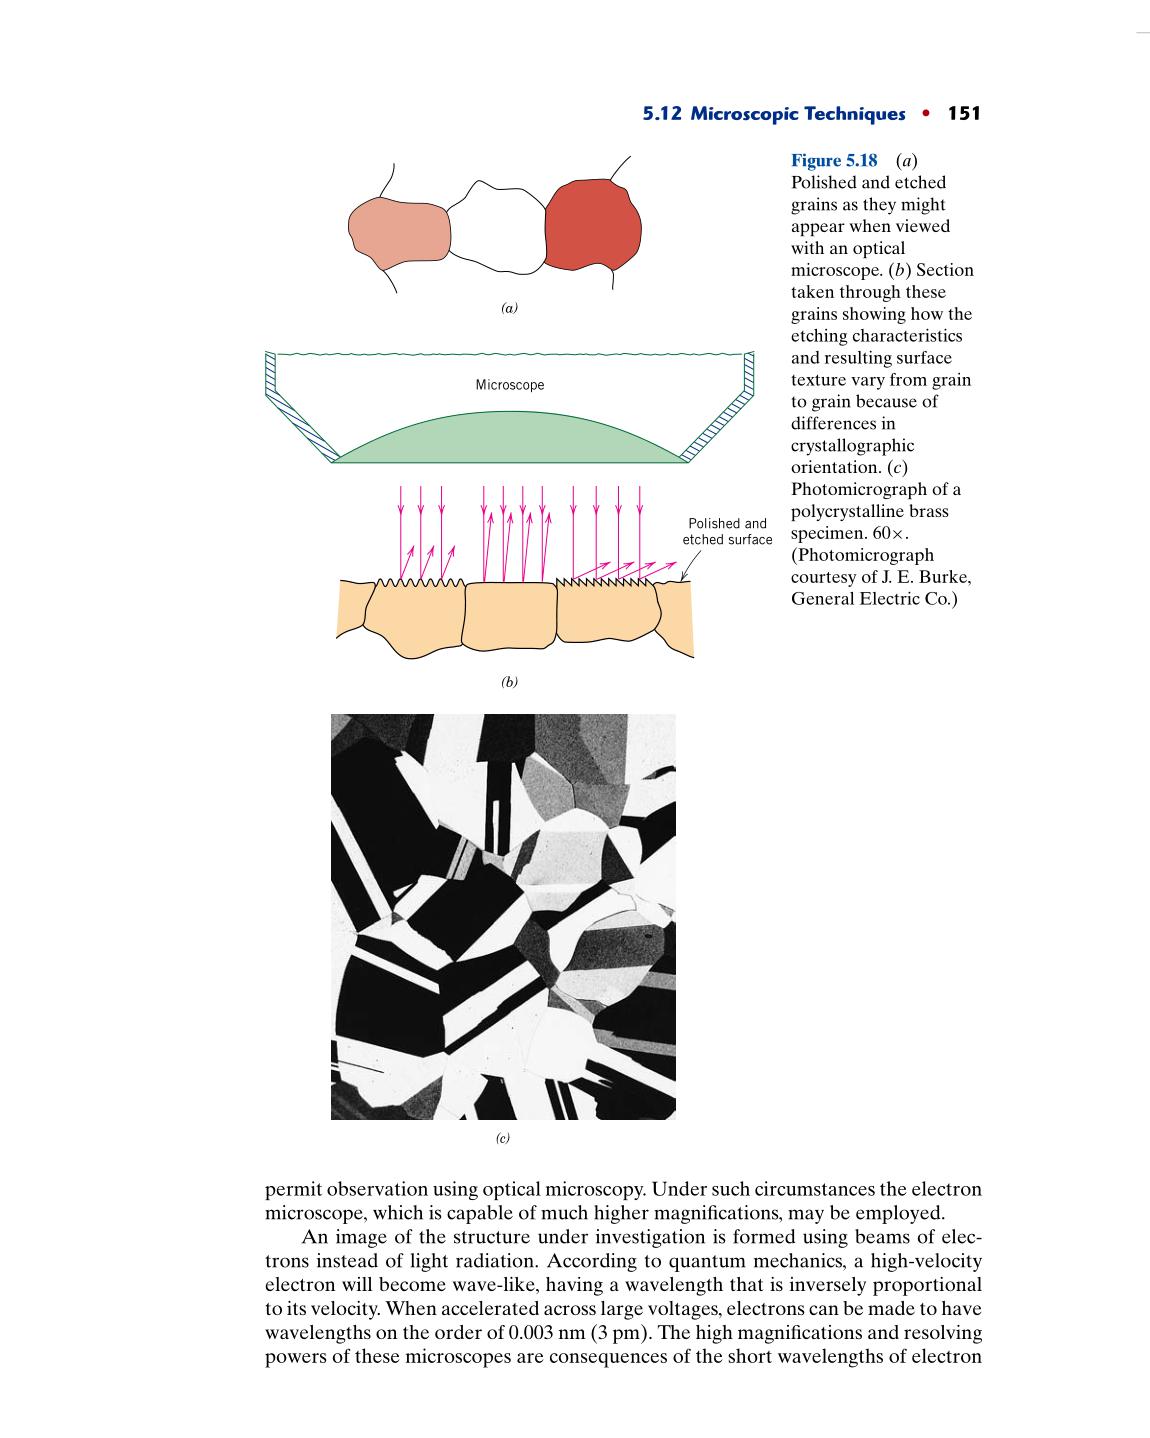 5.12 Microscopic Techniques • 151
Figure 5.18 (a)
Polished and etched
grains as they might
appear when viewed
with an optical
microscope. (b) Section
taken through these
grains showing how the
etching characteristics
and resulting surface
texture vary from grain
to grain because of
differences in
crystallographic
orientation. (c)
Photomicrograph of a
polycrystalline brass
specimen. 60×.
(Photomicrograph
courtesy of J. E. Burke,
General Electric Co.)
(a)
Microscope
Polished and
etched surface
(b)
(c)
permit observation using optical microscopy. Under such circumstances the electron
microscope, which is capable of much higher magnifications, may be employed.
An image of the structure under investigation is formed using beams of elec-
trons instead of light radiation. According to quantum mechanics, a high-velocity
electron will become wave-like, having a wavelength that is inversely proportional
to its velocity. When accelerated across large voltages, electrons can be made to have
wavelengths on the order of 0.003 nm (3 pm). The high magnifications and resolving
powers of these microscopes are consequences of the short wavelengths of electron